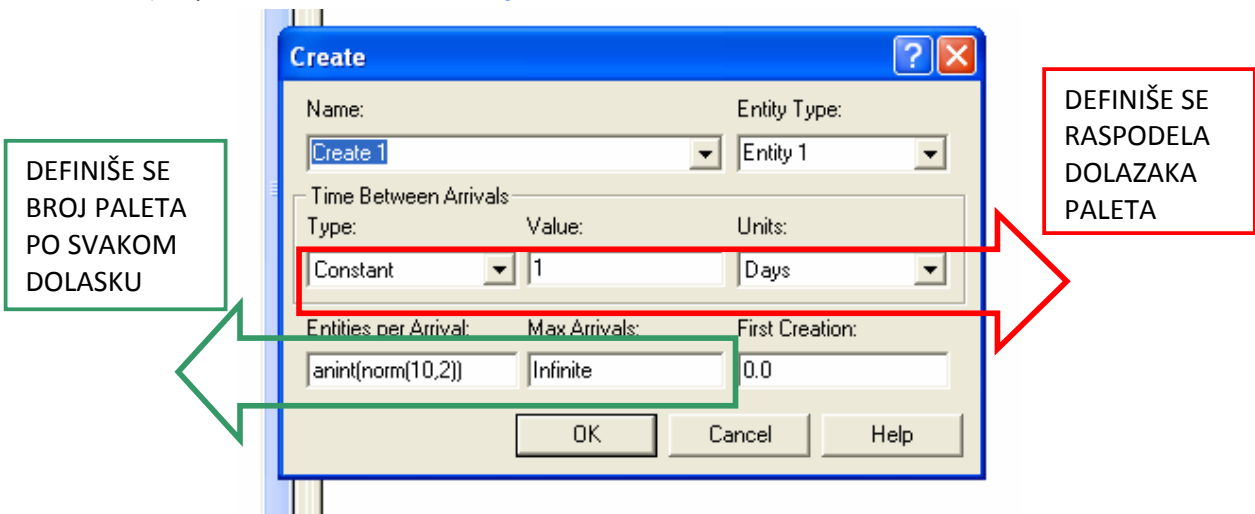 Create
Name:
Entity Type:
Create 1
Entity 1
Time Between Arrivals
Type:
Value:
Units:
Constant
1
Days
Entities per Arrival:
Max Arrivals:
First Creation:
anint(norm(10,2))
Infinite
0.0
OK
Cancel
Help
DEFINIŠE SE
BROJ PALETA
PO SVAKOM
DOLASKU
DEFINIŠE SE
RASPODELA
DOLAZAKA
PALETA